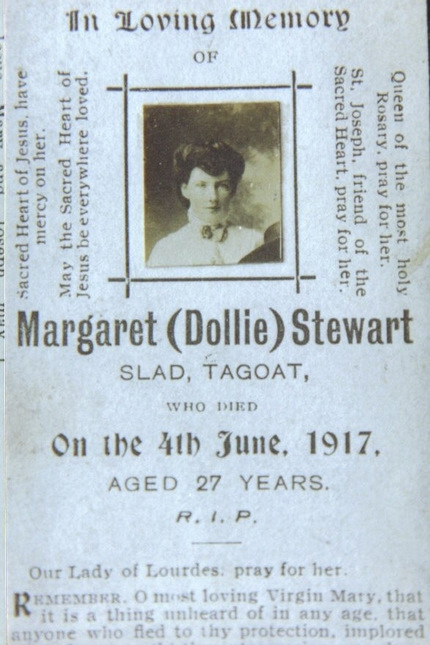 In Loving Memory
OF
Sacred Heart of Jesus, have
mercy on her.
May the Sacred Heart of
Jesus be everywhere loved.
Queen of the most holy
Rosary, pray for her.
St. Joseph, friend of the
Sacred Heart, pray for her.
Margaret (Dollie) Stewart
SLAD, TAGOAT,
WHO DIED
On the 4th June, 1917,
AGED 27 YEARS.
R. I. P.
Our Lady of Lourdes. pray for her.
REMEMBER. O most loving Virgin Mary, that
it is a thing unheard of in any age. that
anyone who fled to thy protection, implored